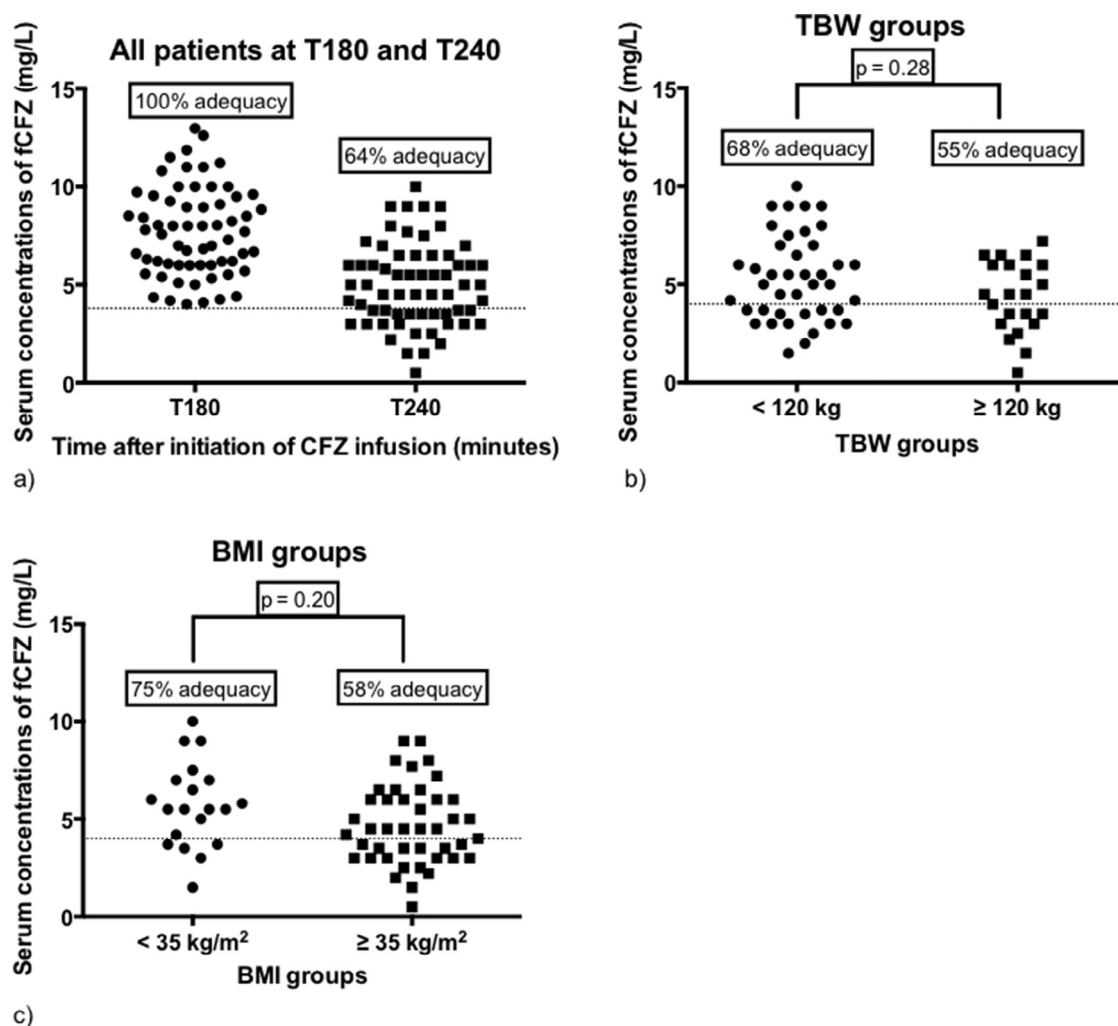 All patients at T180 and T240
Serum concentrations of fCFZ (mg/L)
15
10
5
0
100% adequacy
64% adequacy
T180
T240
Time after initiation of CFZ infusion (minutes)
a)
TBW groups
p = 0.28
Serum concentrations of fCFZ (mg/L)
15
10
5
0
68% adequacy
55% adequacy
< 120 kg
≥ 120 kg
TBW groups
b)
BMI groups
p = 0.20
Serum concentrations of fCFZ (mg/L)
15
10
5
0
75% adequacy
58% adequacy
< 35 kg/m²
≥ 35 kg/m²
BMI groups
c)